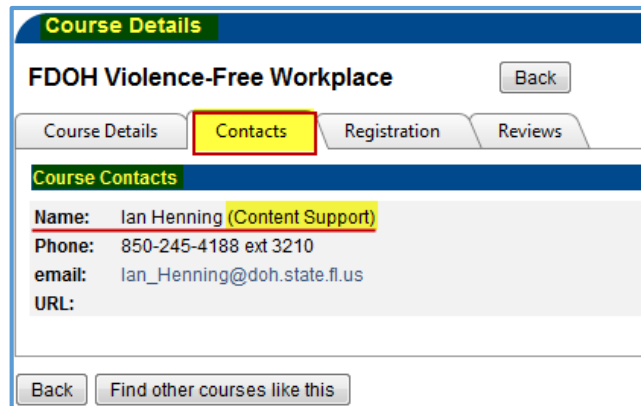 Course Details
FDOH Violence-Free Workplace Back
Course Details Contacts Registration Reviews
Course Contacts
Name: Ian Henning (Content Support)
Phone: 850-245-4188 ext 3210
email: Ian_Henning@doh.state.fl.us
URL:
Back Find other courses like this